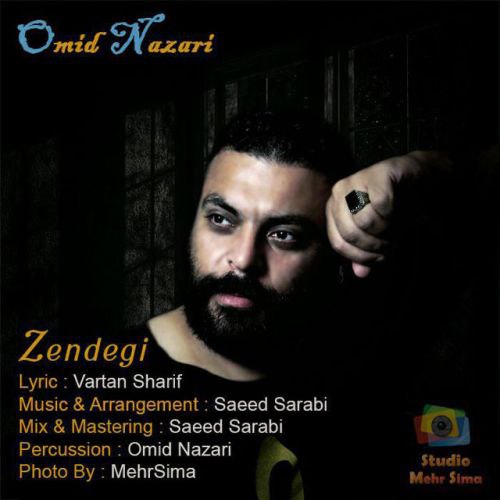 Omid Nazari
Zendegi
Lyric : Vartan Sharif
Music & Arrangement : Saeed Sarabi
Mix & Mastering : Saeed Sarabi
Percussion : Omid Nazari
Photo By : MehrSima
Studio
Mehr Sima